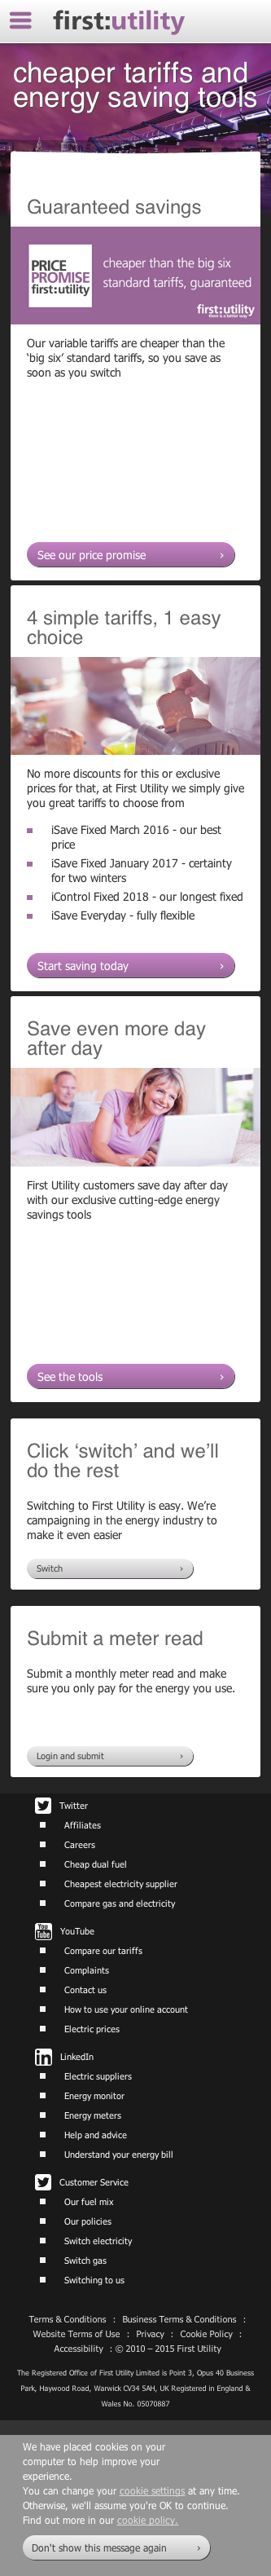 first:utility
cheaper tariffs and
energy saving tools
Guaranteed savings
PRICE
PROMISE
first:utility
cheaper than the big six
standard tariffs, guaranteed
first:utility
there is a better way
Our variable tariffs are cheaper than the
‘big six’ standard tariffs, so you save as
soon as you switch
See our price promise ›
4 simple tariffs, 1 easy
choice
No more discounts for this or exclusive
prices for that, at First Utility we simply give
you great tariffs to choose from
iSave Fixed March 2016 - our best
price
iSave Fixed January 2017 - certainty
for two winters
iControl Fixed 2018 - our longest fixed
iSave Everyday - fully flexible
Start saving today ›
Save even more day
after day
First Utility customers save day after day
with our exclusive cutting-edge energy
savings tools
See the tools ›
Click ‘switch’ and we’ll
do the rest
Switching to First Utility is easy. We’re
campaigning in the energy industry to
make it even easier
Switch ›
Submit a meter read
Submit a monthly meter read and make
sure you only pay for the energy you use.
Login and submit ›
Twitter
Affiliates
Careers
Cheap dual fuel
Cheapest electricity supplier
Compare gas and electricity
You Tube YouTube
Compare our tariffs
Complaints
Contact us
How to use your online account
Electric prices
in LinkedIn
Electric suppliers
Energy monitor
Energy meters
Help and advice
Understand your energy bill
Customer Service
Our fuel mix
Our policies
Switch electricity
Switch gas
Switching to us
Terms & Conditions : Business Terms & Conditions :
Website Terms of Use : Privacy : Cookie Policy :
Accessibility : © 2010 – 2015 First Utility
The Registered Office of First Utility Limited is Point 3, Opus 40 Business
Park, Haywood Road, Warwick CV34 5AH, UK Registered in England &
Wales No. 05070887
We have placed cookies on your
computer to help improve your
experience.
You can change your cookie settings at any time.
Otherwise, we'll assume you're OK to continue.
Find out more in our cookie policy.
Don't show this message again ›